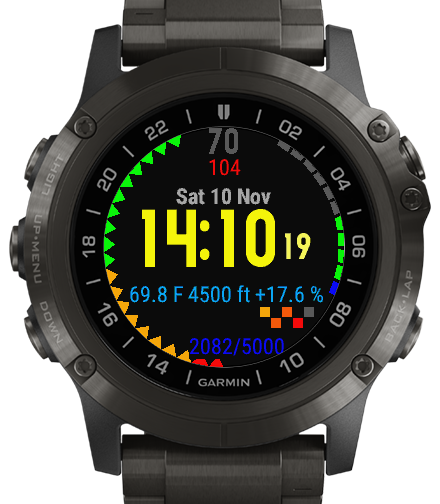 70
104
Sat 10 Nov
14:10 19
69.8 F 4500 ft +17.6 %
2082/5000
GARMIN
02
04
06
08
10
14
16
18
20
22
LIGHT
UP·MENU
DOWN
BACK·LAP